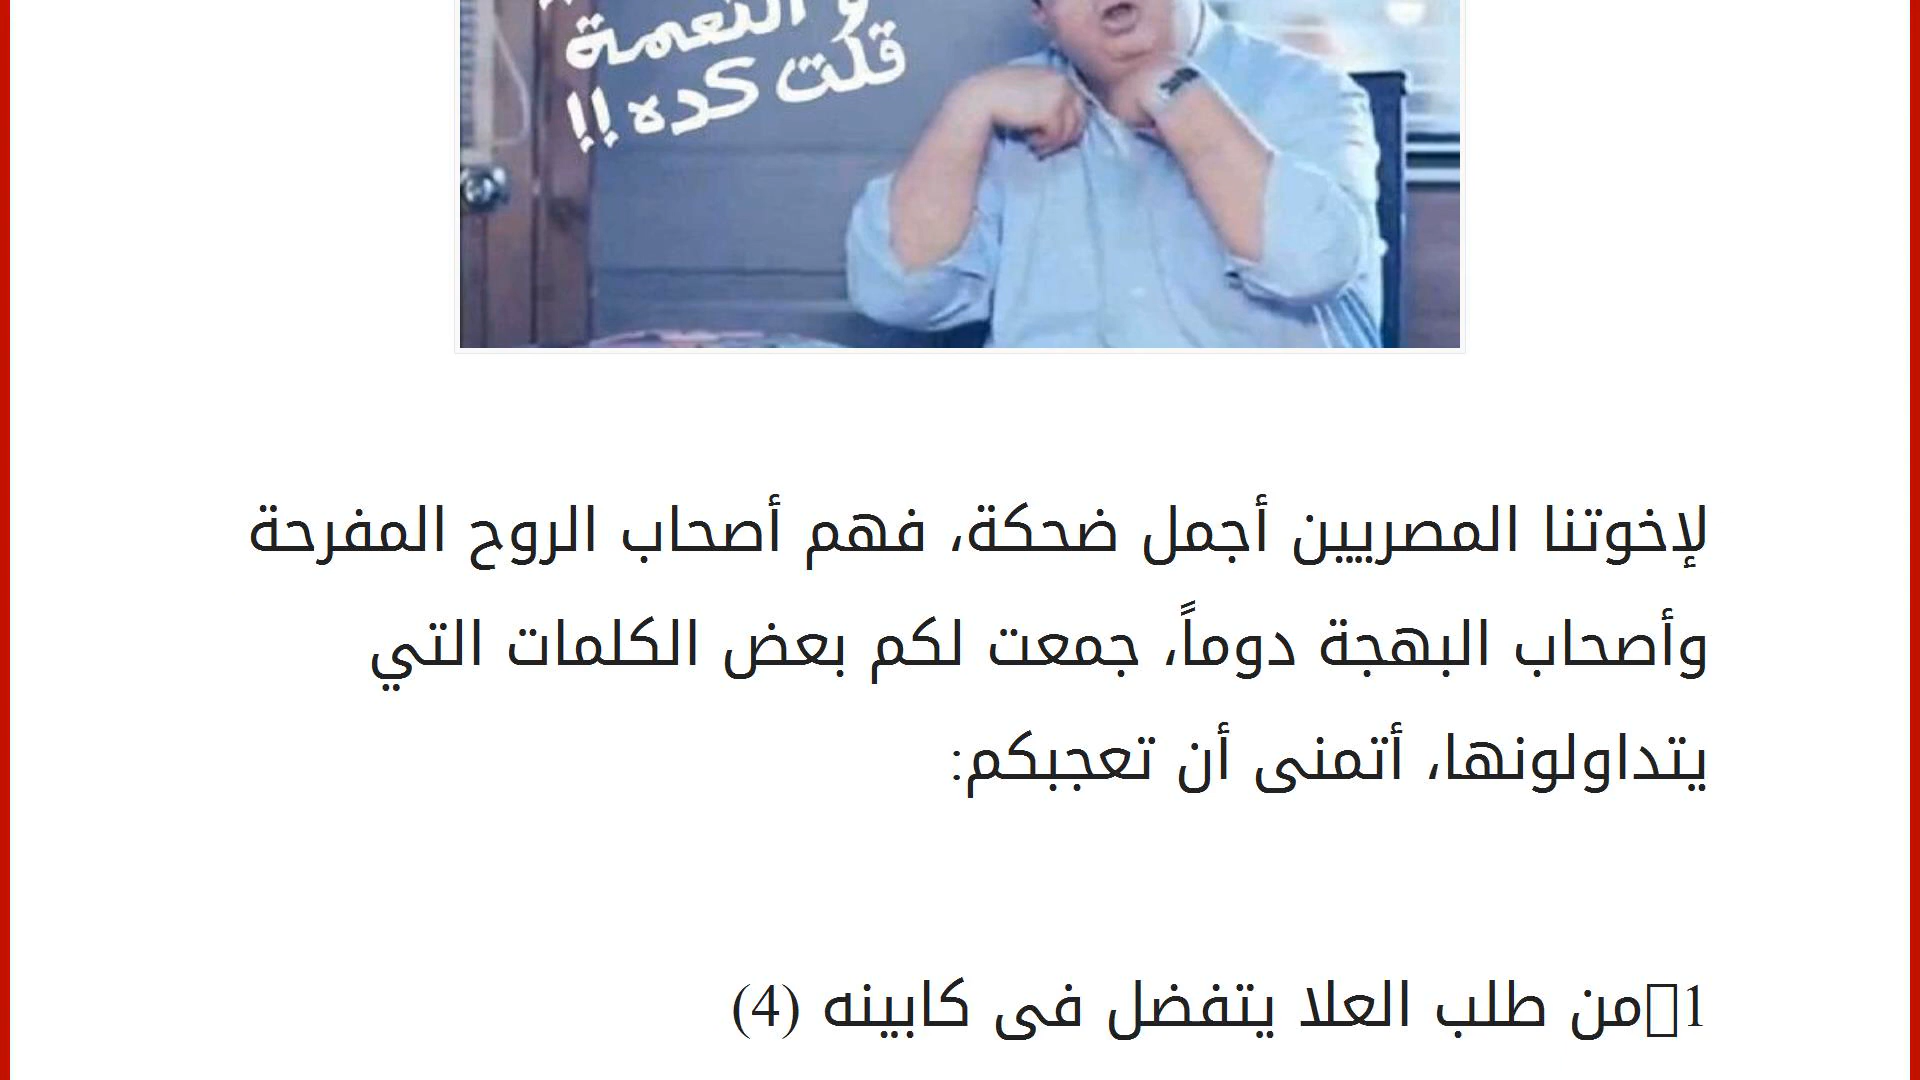 و النعمة
قلت كده !!
لإخوتنا المصريين أجمل ضحكة، فهم أصحاب الروح المفرحة
وأصحاب البهجة دوماً، جمعت لكم بعض الكلمات التي
يتداولونها، أتمنى أن تعجبكم:
1من طلب العلا يتفضل فى كابينه (4)